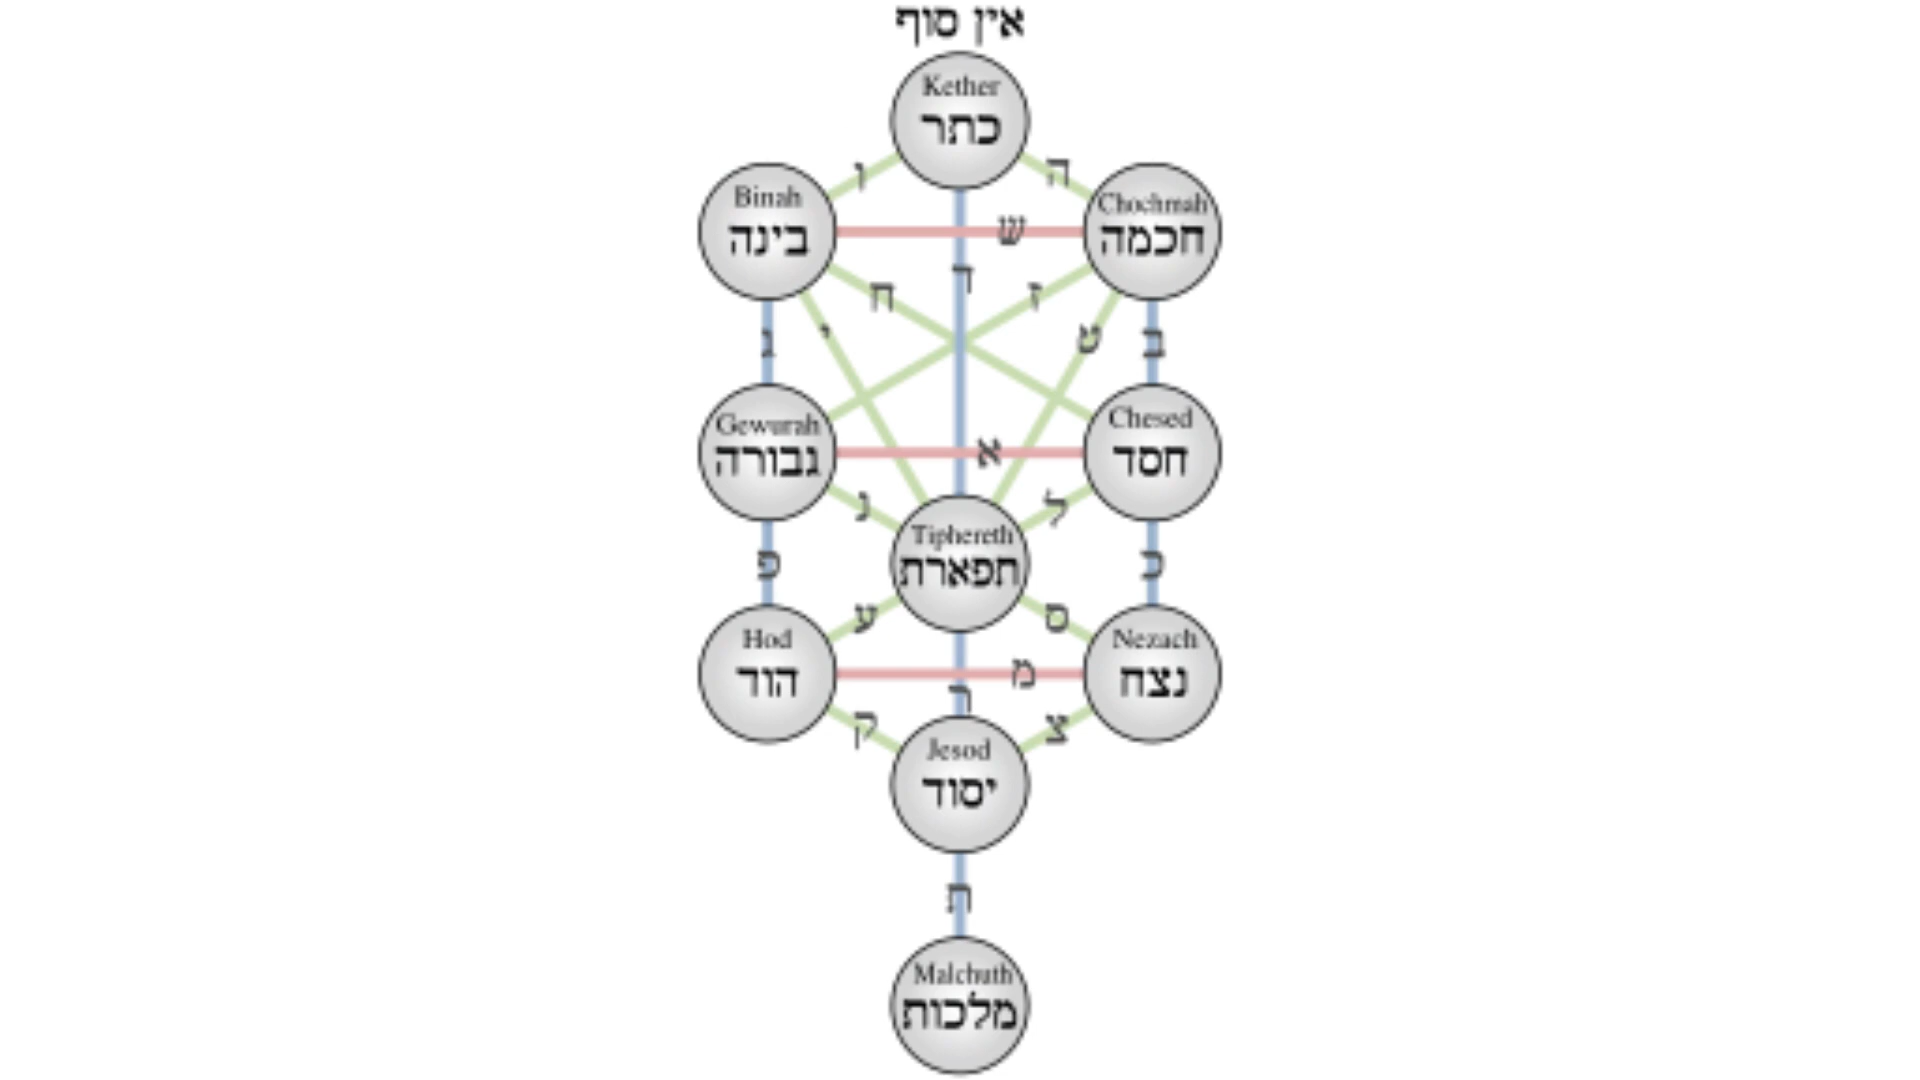 אין סוף
Kether
כתר
ו
ה
Binah
בינה
Chochmah
חכמה
ש
ד
ח
ז
י
ט
ג
ב
Gewurah
גבורה
Chesed
חסד
א
נ
ל
Tiphereth
תפארת
פ
כ
ע
ס
Hod
הוד
Nezach
נצח
מ
ר
ק
צ
Jesod
יסוד
ת
Malchuth
מלכות